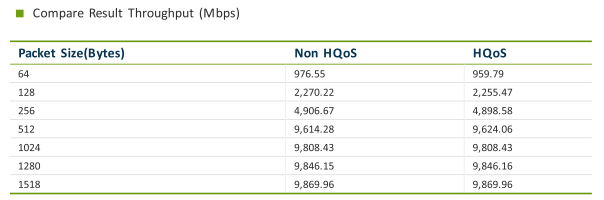 Compare Result Throughput (Mbps)
Packet Size(Bytes) Non HQoS HQoS
64 976.55 959.79
128 2,270.22 2,255.47
256 4,906.67 4,898.58
512 9,614.28 9,624.06
1024 9,808.43 9,808.43
1280 9,846.15 9,846.16
1518 9,869.96 9,869.96